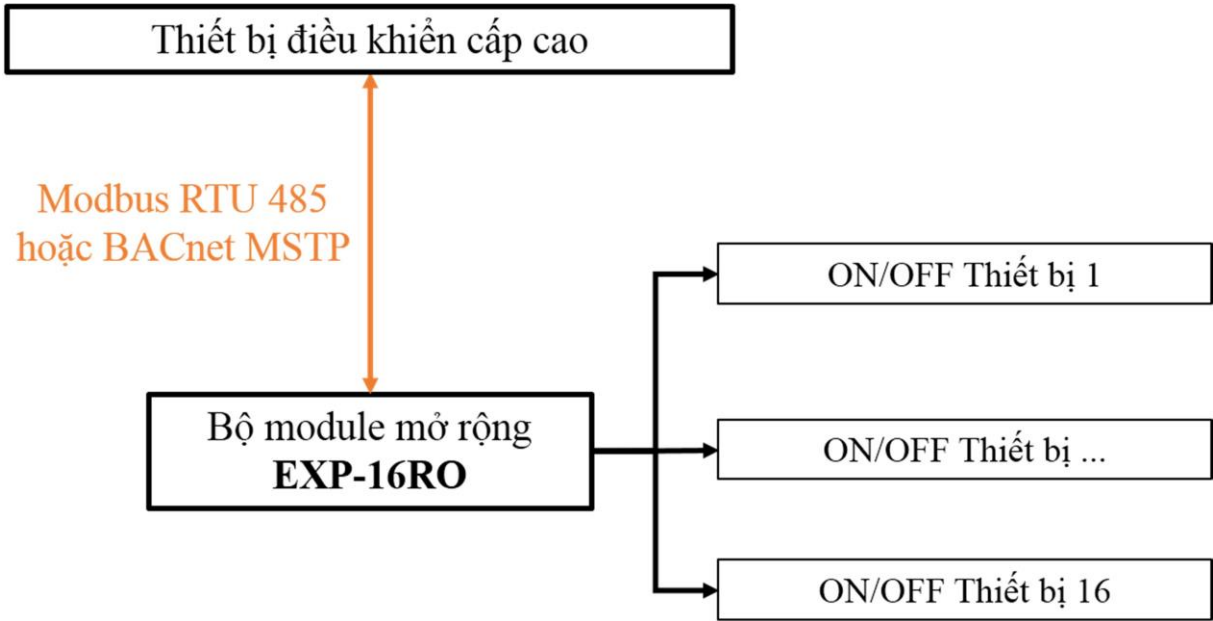 Thiết bị điều khiển cấp cao
Modbus RTU 485
hoặc BACnet MSTP
ON/OFF Thiết bị 1
Bộ module mở rộng
EXP-16RO
ON/OFF Thiết bị ...
ON/OFF Thiết bị 16